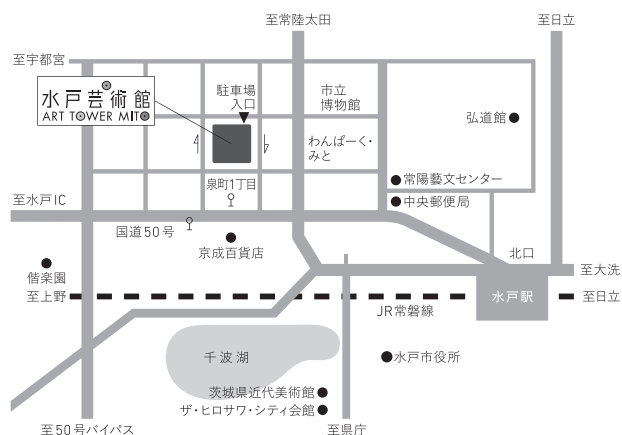 至常陸太田
至日立
至宇都宮
水戸芸術館
ART TOWER MITO
駐車場
入口
市立
博物館
弘道館
わんぱーく・
みと
常陽藝文センター
泉町1丁目
至水戸IC
中央郵便局
国道50号
京成百貨店
北口
偕楽園
至大洗
至上野
水戸駅
至日立
JR常磐線
千波湖
水戸市役所
茨城県近代美術館
ザ・ヒロサワ・シティ会館
至50号バイパス
至県庁